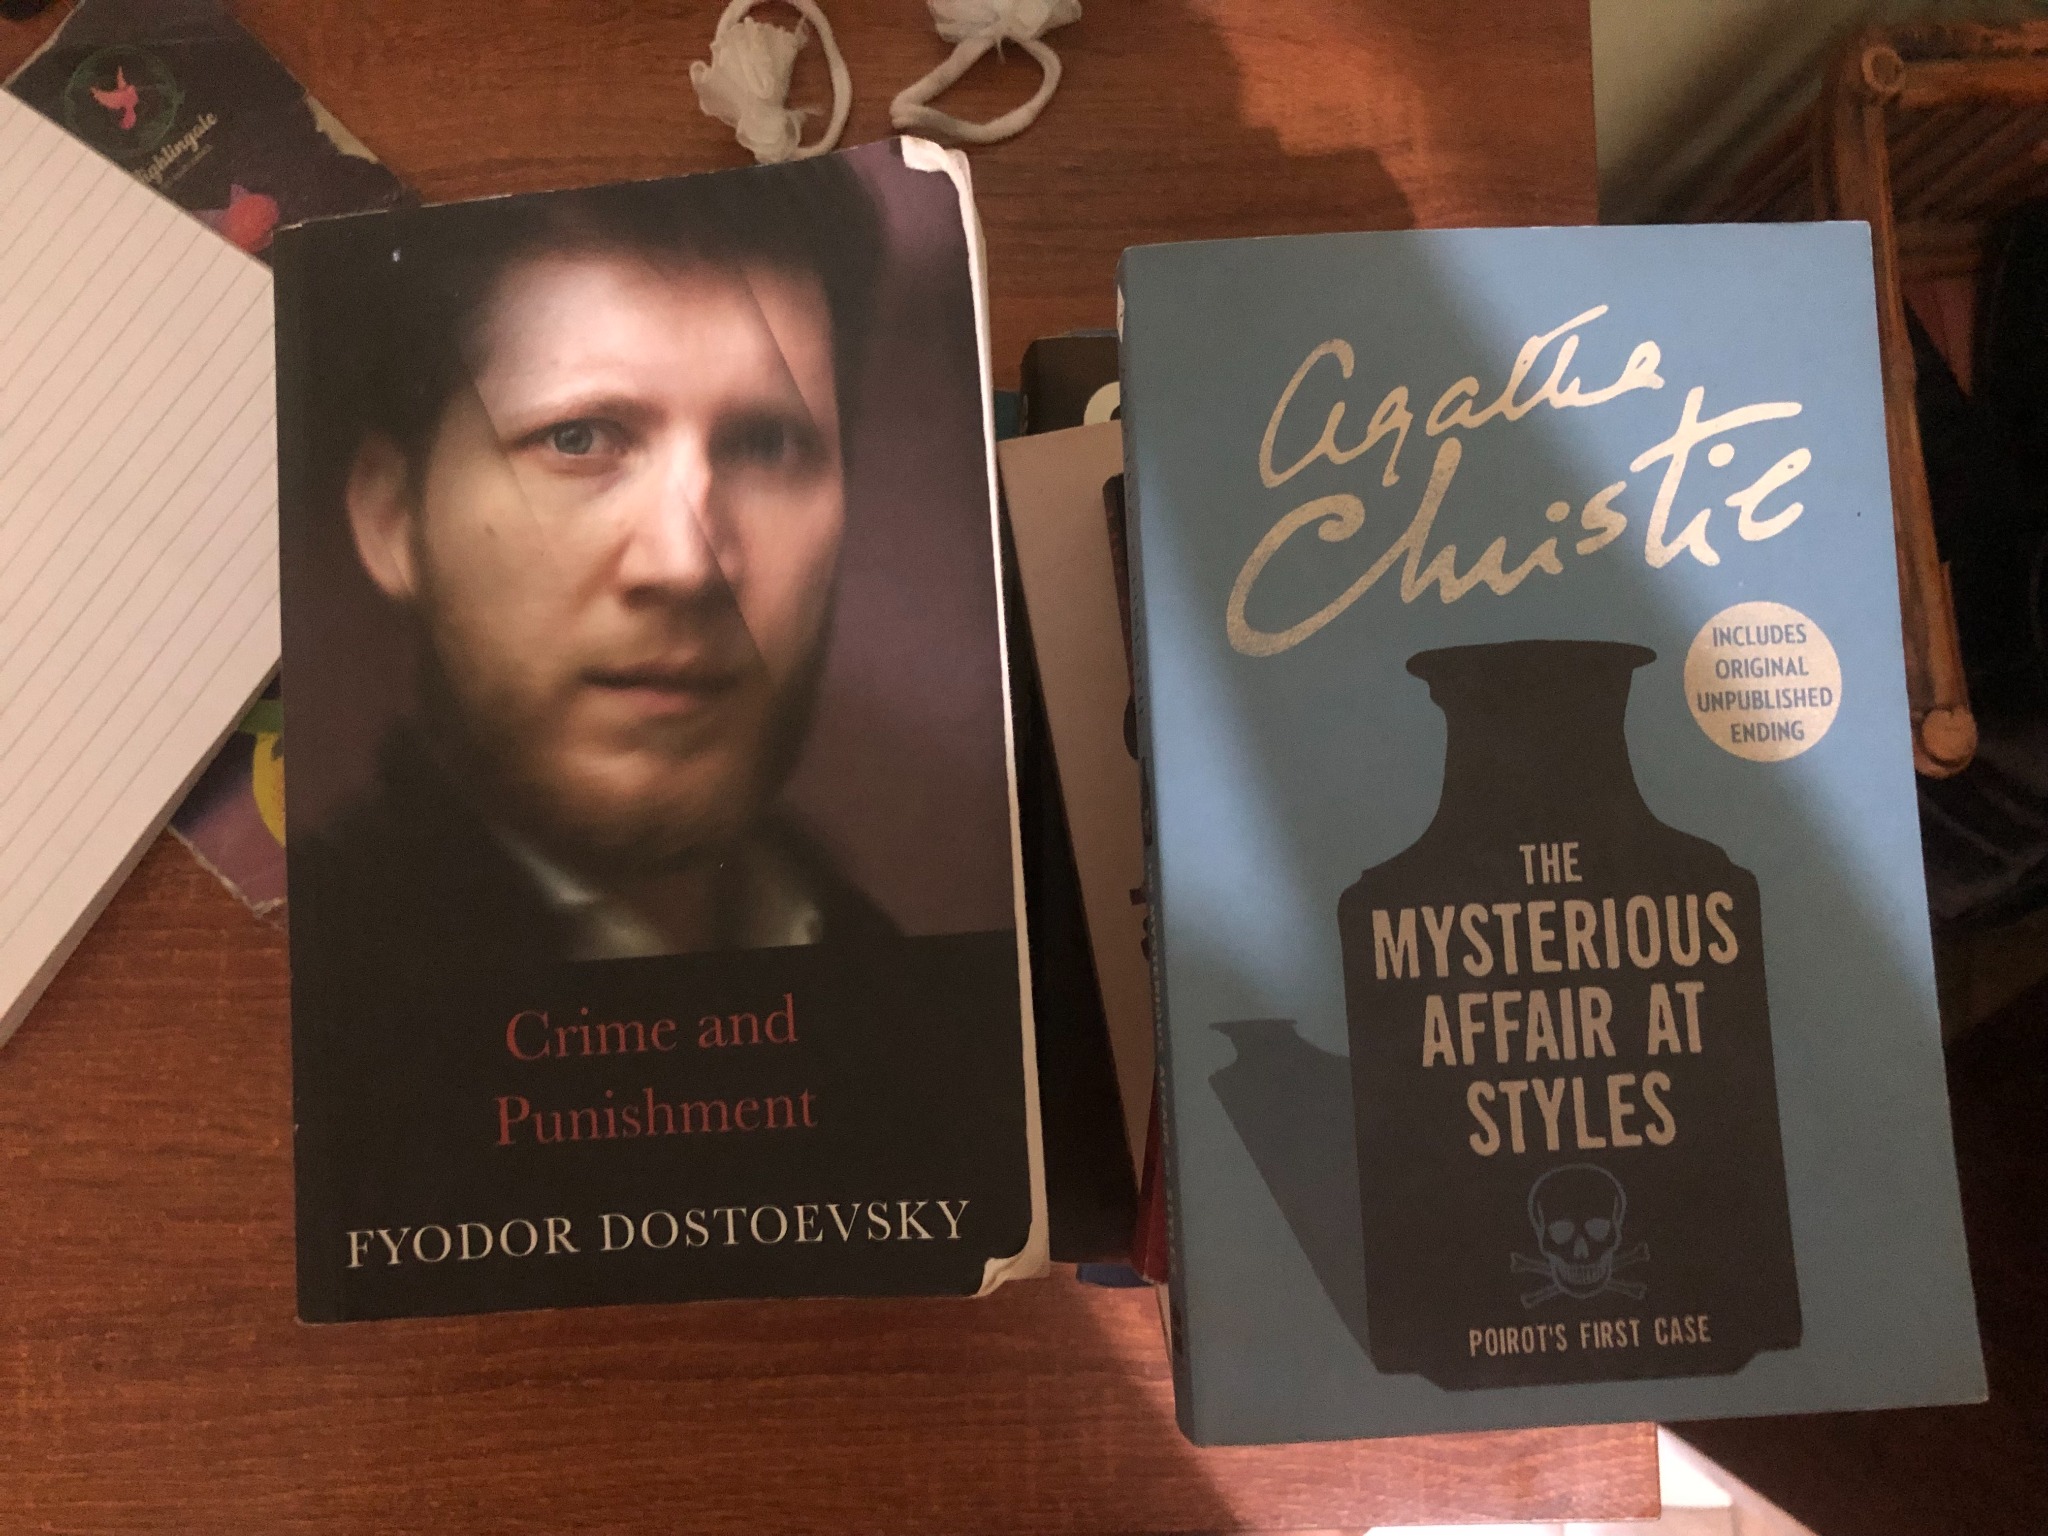 Nightingale
Crime and
Punishment
FYODOR DOSTOEVSKY
Agatha
Christie
INCLUDES
ORIGINAL
UNPUBLISHED
ENDING
THE
MYSTERIOUS
AFFAIR AT
STYLES
POIROT'S FIRST CASE